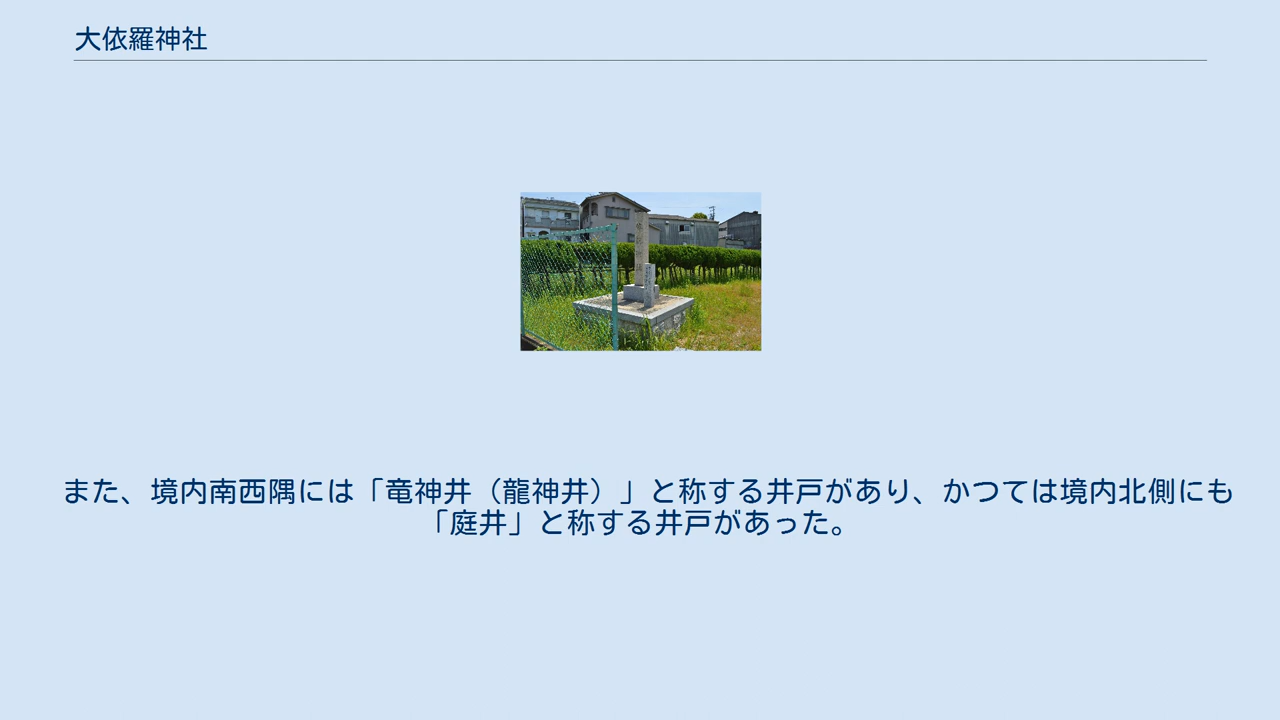 大依羅神社
また、境内南西隅には「竜神井（龍神井）」と称する井戸があり、かつては境内北側にも
「庭井」と称する井戸があった。